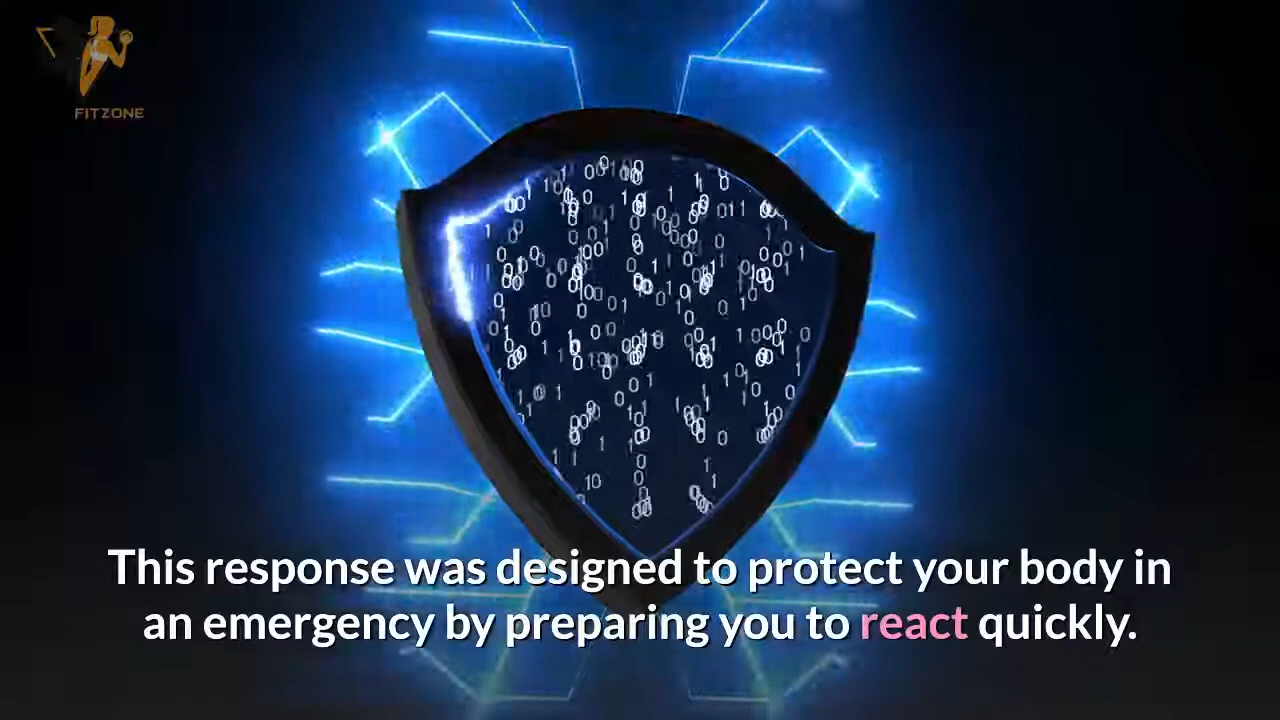 FITZONE
This response was designed to protect your body in
an emergency by preparing you to react quickly.